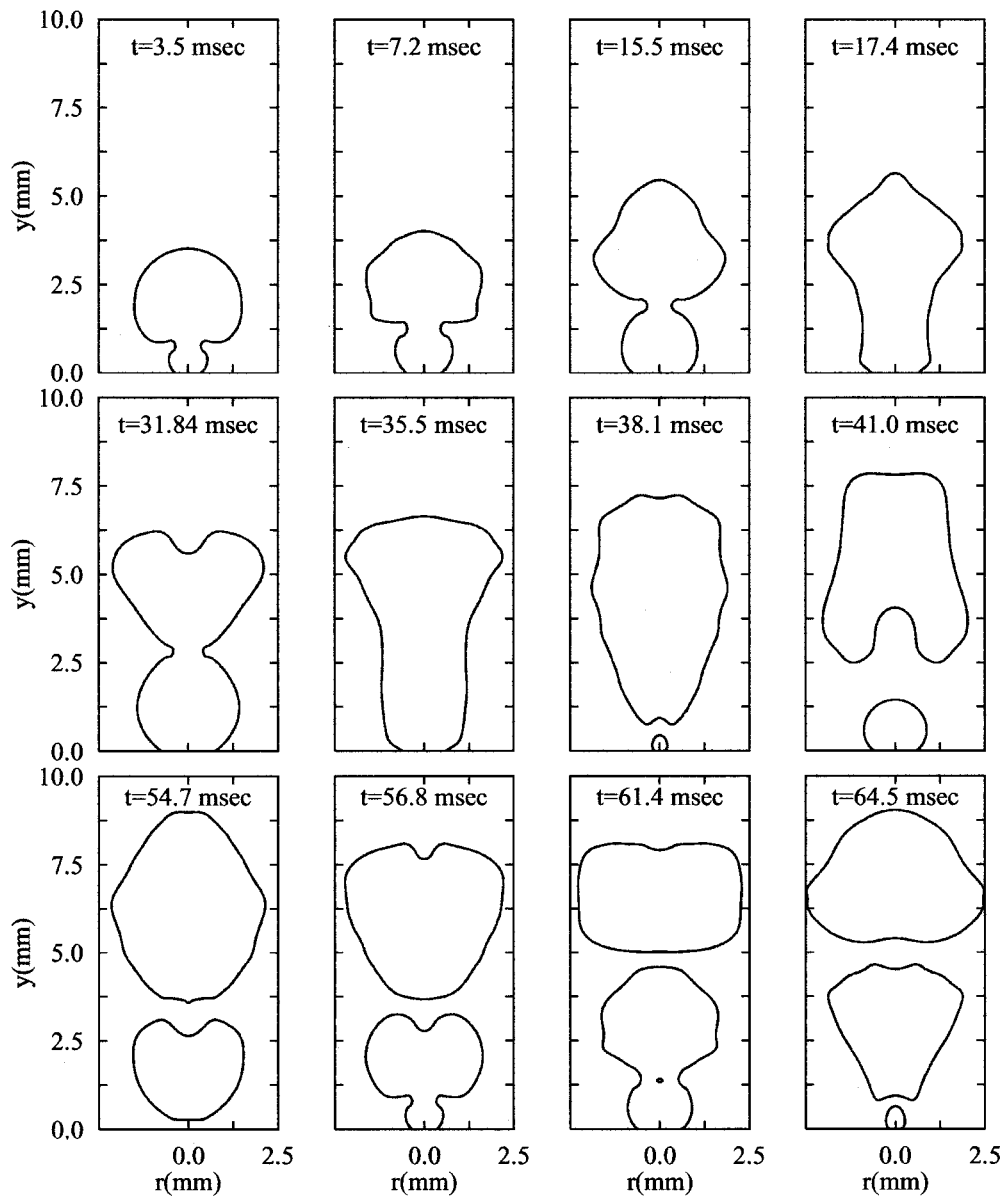 10.0
7.5
5.0
2.5
0.0
y(mm)
t=3.5 msec
t=7.2 msec
t=15.5 msec
t=17.4 msec
10.0
7.5
5.0
2.5
0.0
y(mm)
t=31.84 msec
t=35.5 msec
t=38.1 msec
t=41.0 msec
10.0
7.5
5.0
2.5
0.0
y(mm)
t=54.7 msec
t=56.8 msec
t=61.4 msec
t=64.5 msec
0.0 2.5
0.0 2.5
0.0 2.5
0.0 2.5
r(mm)
r(mm)
r(mm)
r(mm)